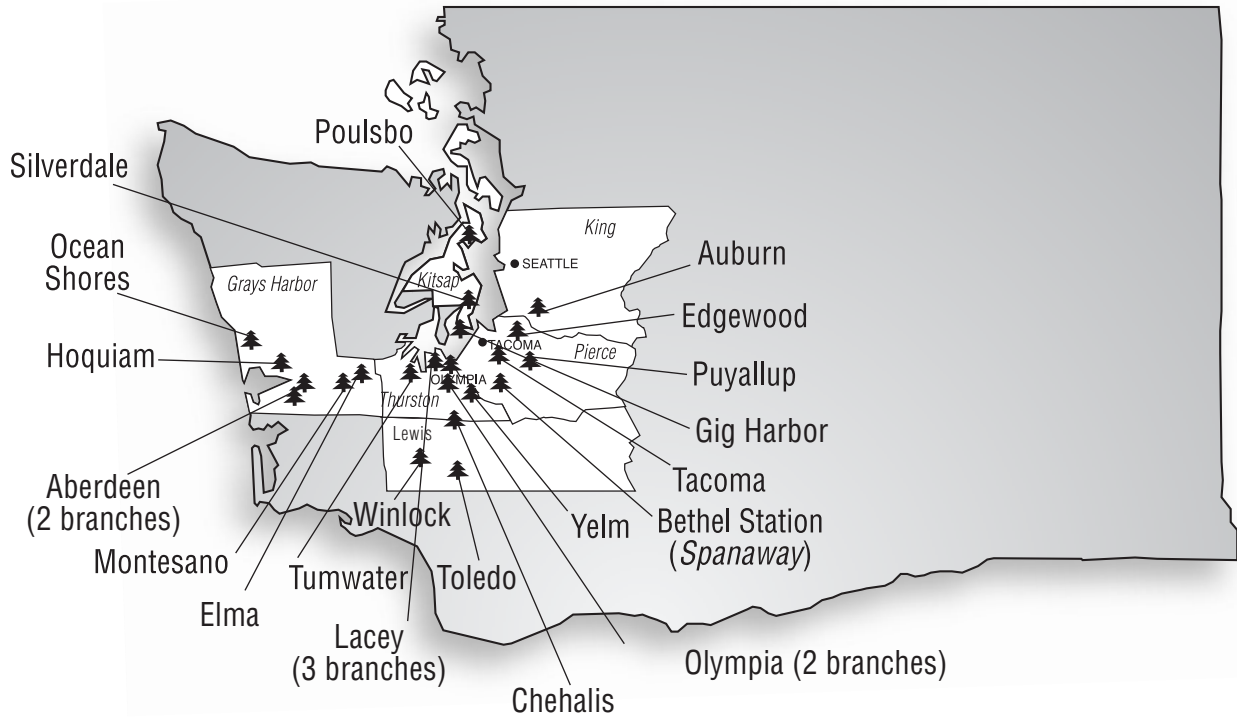 Poulsbo
Silverdale
King
Ocean
Shores
Auburn
SEATTLE
Grays Harbor
Kitsap
Edgewood
Hoquiam
TACOMA
Pierce
Puyallup
OLYMPIA
Thurston
Gig Harbor
Lewis
Tacoma
Aberdeen
(2 branches)
Winlock
Yelm
Bethel Station
(Spanaway)
Montesano
Tumwater
Toledo
Elma
Lacey
(3 branches)
Olympia (2 branches)
Chehalis